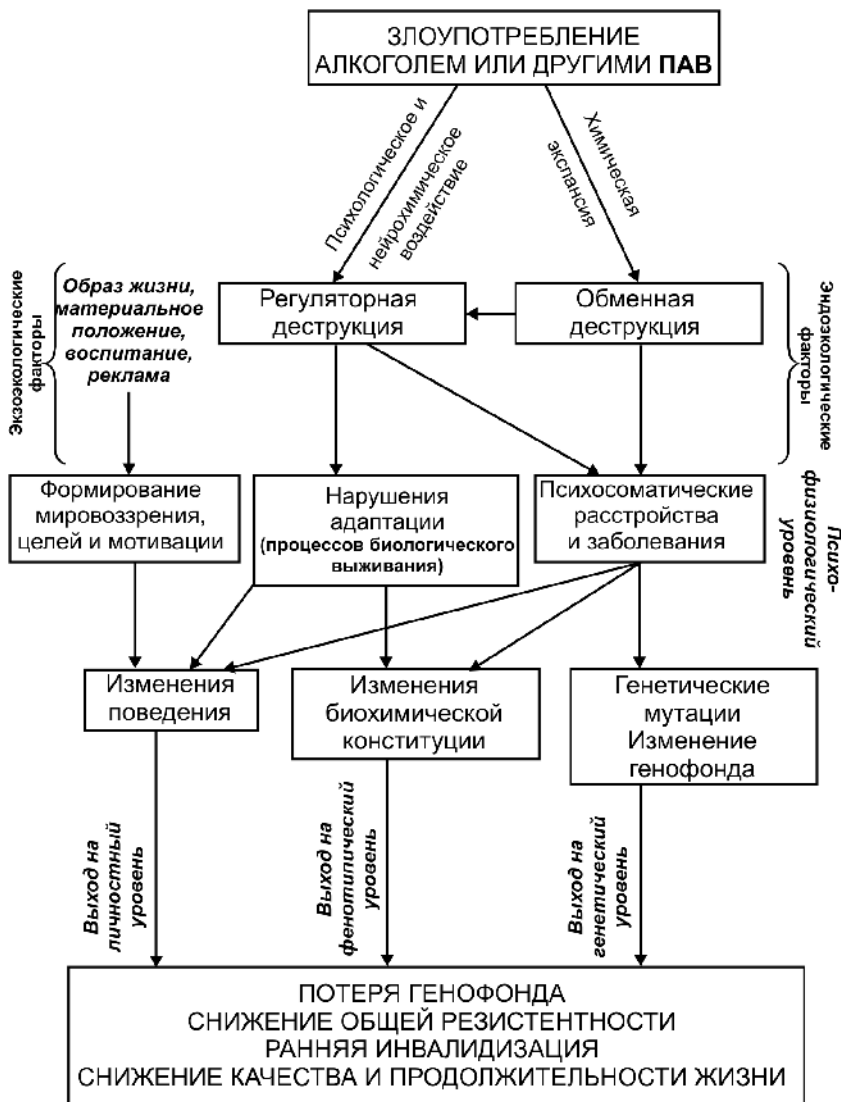 ЗЛОУПОТРЕБЛЕНИЕ
АЛКОГОЛЕМ ИЛИ ДРУГИМИ ПАВ
Психологическое и
нейрохимическое
воздействие
Химическая
экспансия
Экзоэкологические
факторы
Образ жизни,
материальное
положение,
воспитание,
реклама
Регуляторная
деструкция
Обменная
деструкция
Эндоэкологические
факторы
Формирование
мировоззрения,
целей и мотивации
Нарушения
адаптации
(процессов биологического
выживания)
Психосоматические
расстройства
и заболевания
Психо-
физиологический
уровень
Изменения
поведения
Изменения
биохимической
конституции
Генетические
мутации
Изменение
генофонда
Выход на
личностный
уровень
Выход на
фенотипический
уровень
Выход на
генетический
уровень
ПОТЕРЯ ГЕНОФОНДА
СНИЖЕНИЕ ОБЩЕЙ РЕЗИСТЕНТНОСТИ
РАННЯЯ ИНВАЛИДИЗАЦИЯ
СНИЖЕНИЕ КАЧЕСТВА И ПРОДОЛЖИТЕЛЬНОСТИ ЖИЗНИ